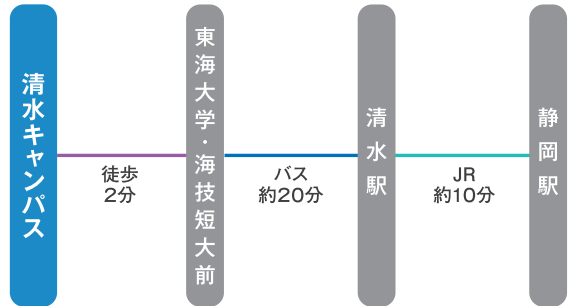 清水キャンパス
徒歩
2分
東海大学・海技短大前
バス
約20分
清水駅
JR
約10分
静岡駅